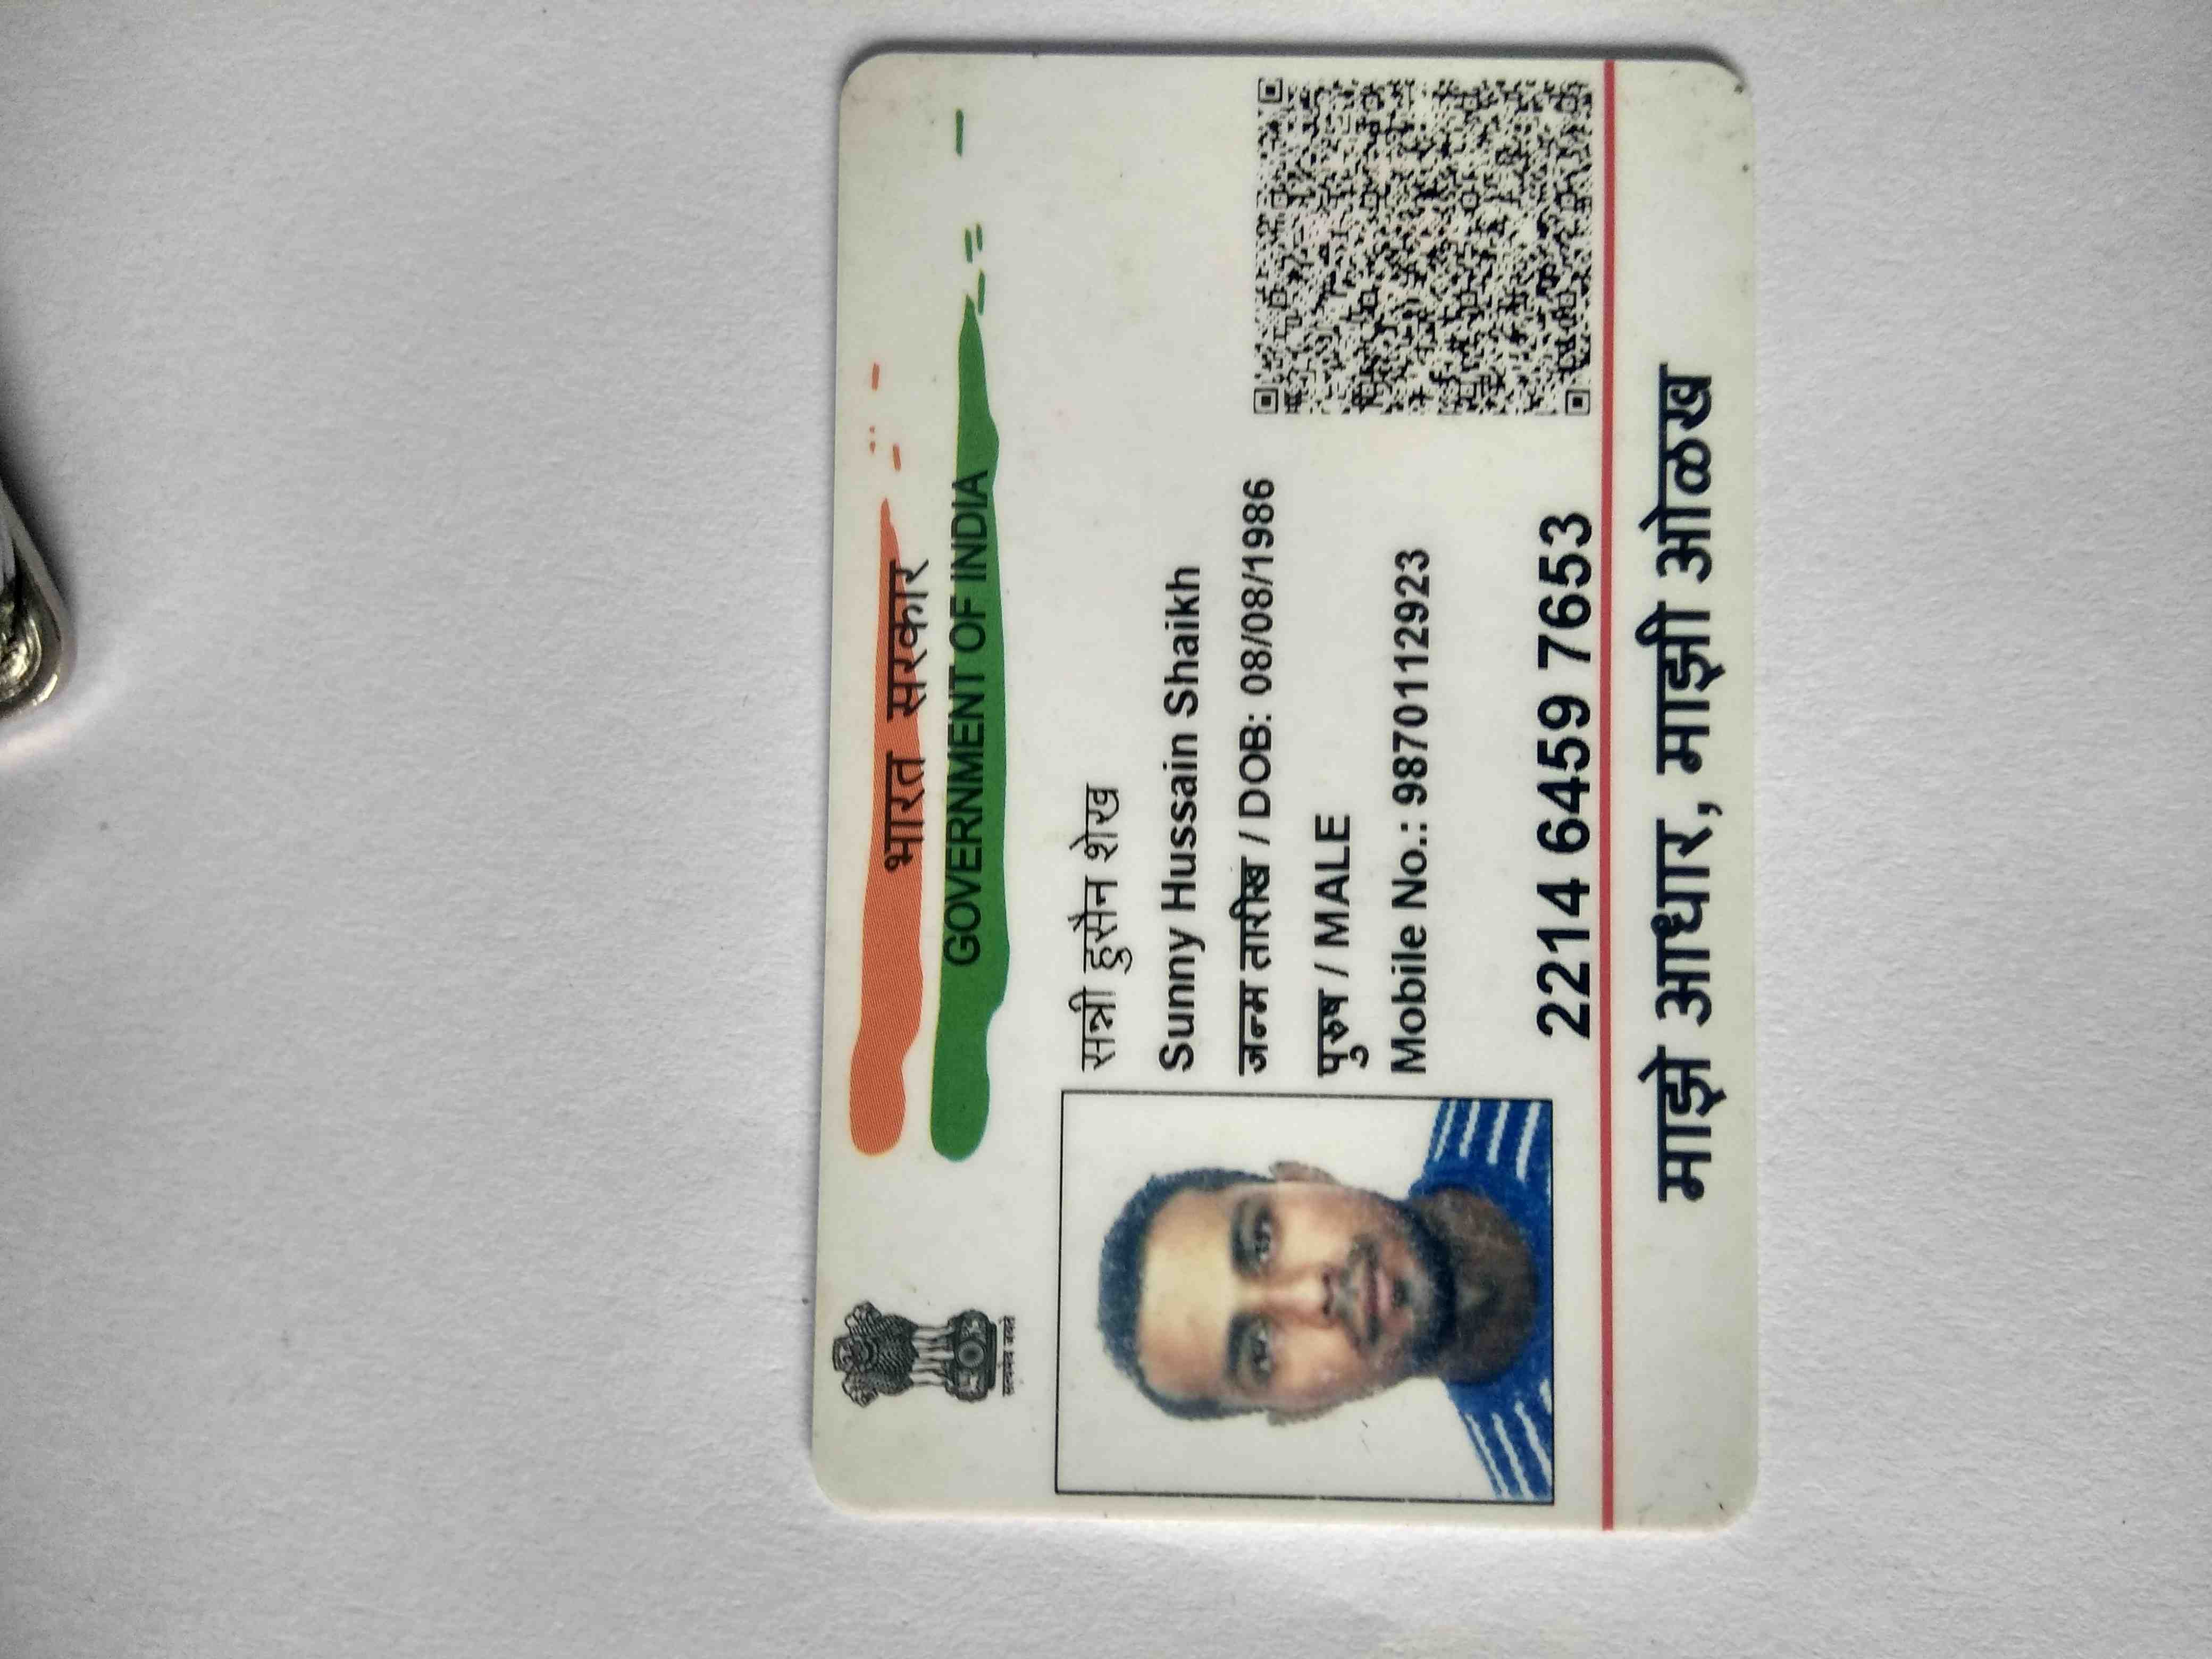 भारत सरकार
GOVERNMENT OF INDIA
सत्यमेव जयते
सन्नी हुसैन शेख
Sunny Hussain Shaikh
जन्म तारीख / DOB: 08/08/1986
पुरुष / MALE
Mobile No.: 9870112923
2214 6459 7653
माझे आधार, माझी ओळख